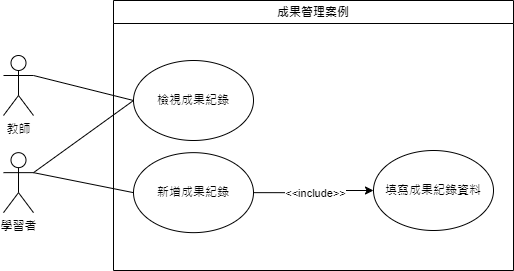 成果管理案例
檢視成果紀錄
教師
新增成果紀錄
<<include>>
填寫成果紀錄資料
學習者